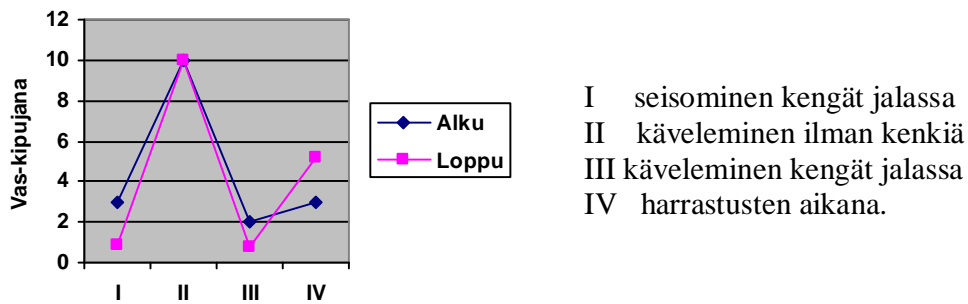 12
10
8
6
4
2
0
Vas-kipujana
I
II
III
IV
Alku
Loppu
I seisominen kengät jalassa
II käveleminen ilman kenkiä
III käveleminen kengät jalassa
IV harrastusten aikana.